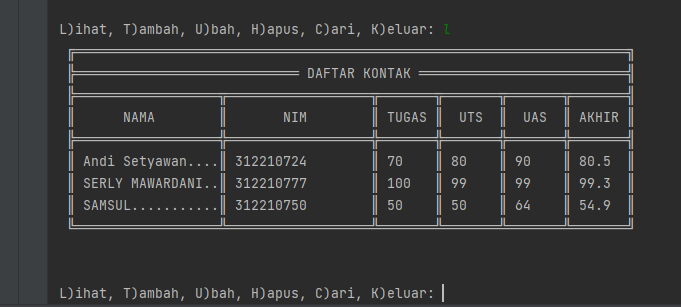 L)ihat, T)ambah, U)bah, H)apus, C)ari, K)eluar: l
DAFTAR KONTAK
NAMA NIM TUGAS UTS UAS AKHIR
Andi Setyawan.... 312210724 70 80 90 80.5
SERLY MAWARDANI.. 312210777 100 99 99 99.3
SAMSUL........... 312210750 50 50 64 54.9
L)ihat, T)ambah, U)bah, H)apus, C)ari, K)eluar: